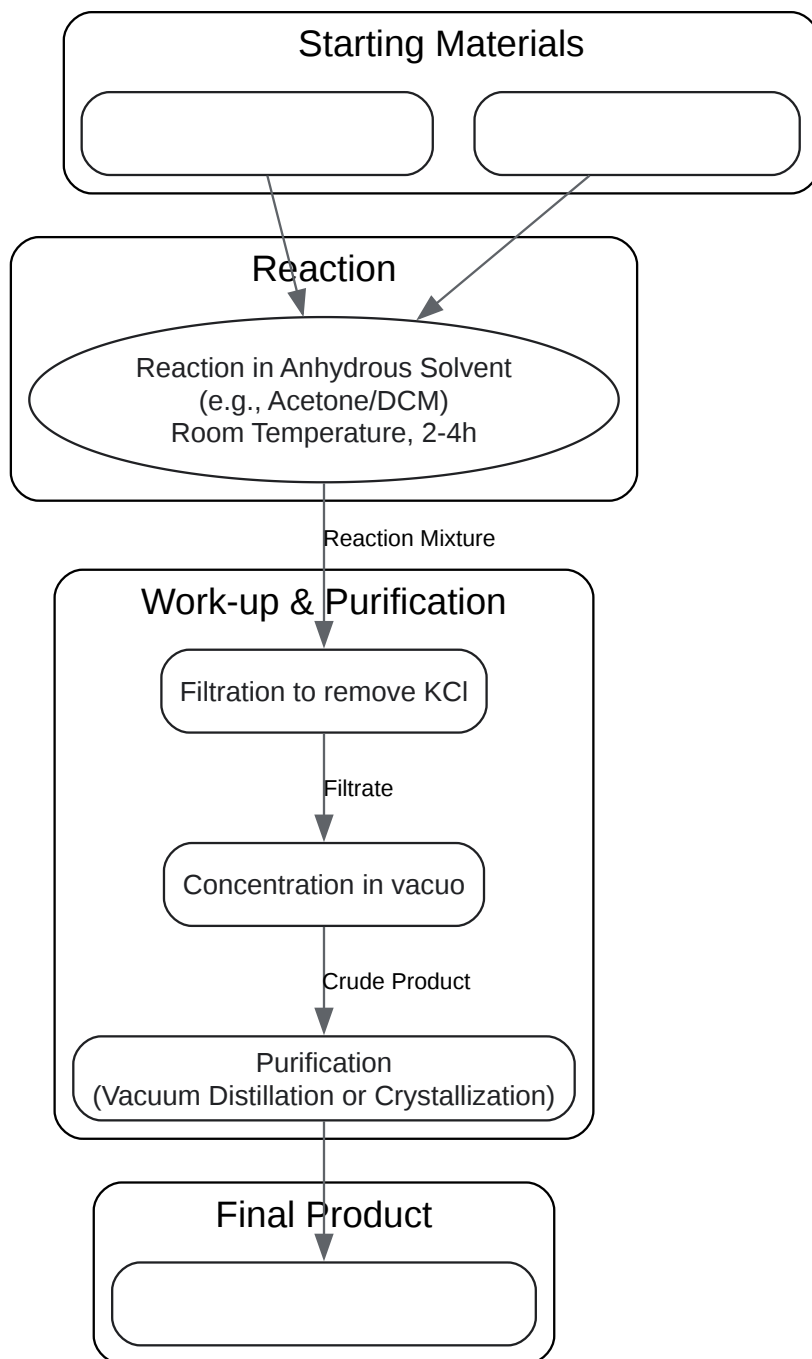 Starting Materials
Reaction
Reaction in Anhydrous Solvent
(e.g., Acetone/DCM)
Room Temperature, 2-4h
Reaction Mixture
Work-up & Purification
Filtration to remove KCl
Filtrate
Concentration in vacuo
Crude Product
Purification
(Vacuum Distillation or Crystallization)
Final Product